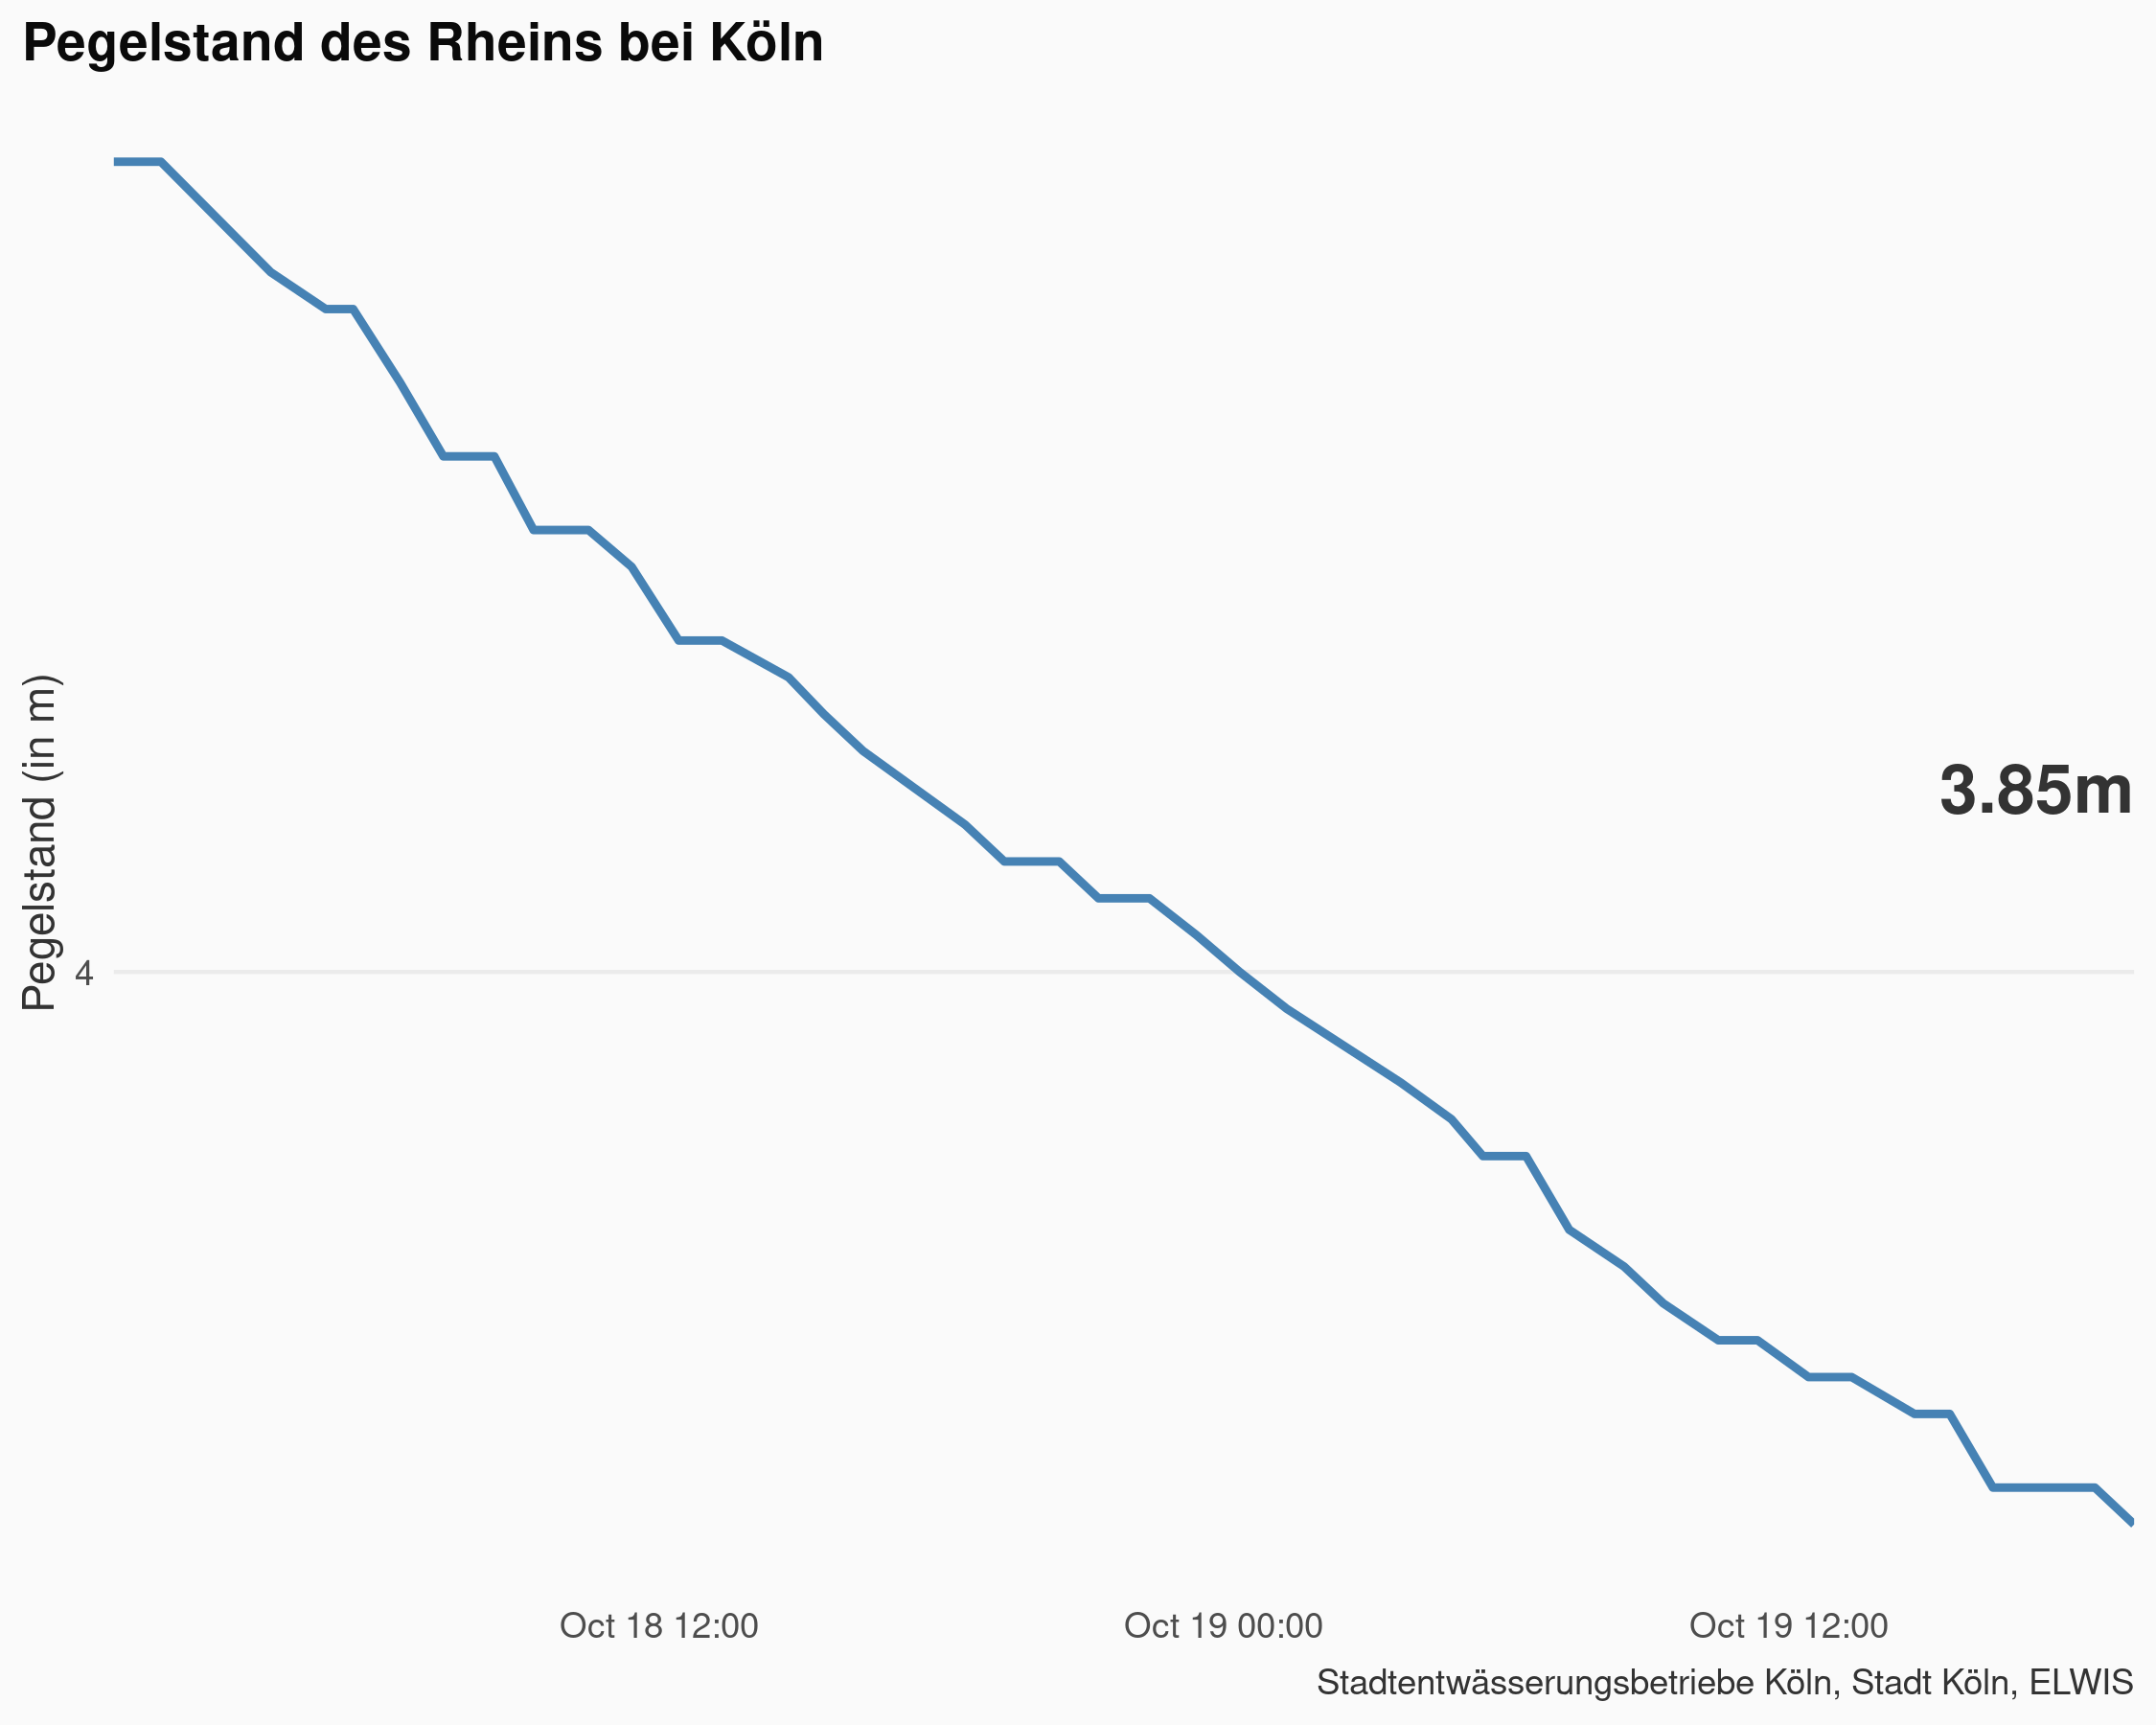 Pegelstand des Rheins bei Köln
Pegelstand (in m)
3.85m
4
Oct 18 12:00
Oct 19 00:00
Oct 19 12:00
Stadtentwässerungsbetriebe Köln, Stadt Köln, ELWIS